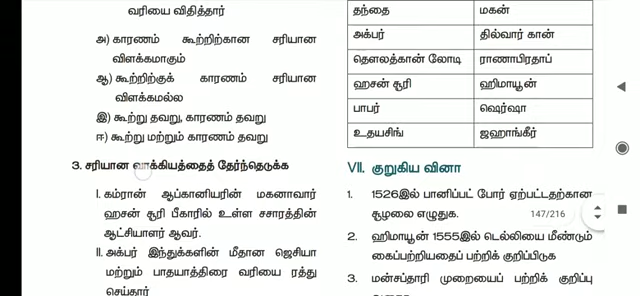 வரியை விதித்தார்
அ) காரணம் கூற்றிற்கான சரியான
விளக்கமாகும்
ஆ) கூற்றிற்குக் காரணம் சரியான
விளக்கமல்ல
இ) கூற்று தவறு, காரணம் தவறு
ஈ) கூற்று மற்றும் காரணம் தவறு
3. சரியான வாக்கியத்தைத் தேர்ந்தெடுக்க
I. கம்ரான் ஆப்கானியரின் மகனாவார்
ஹசன் சூரி பீகாரில் உள்ள சசாரத்தின்
ஆட்சியாளர் ஆவர்.
II. அக்பர் இந்துக்களின் மீதான ஜெசியா
மற்றும் பாதயாத்திரை வரியை ரத்து
செய்தார்
தந்தை மகன்
அக்பர் தில்வார் கான்
தௌலத்கான் லோடி ராணாபிரதாப்
ஹசன் சூரி ஹிமாயூன்
பாபர் ஷெர்ஷா
உதயசிங் ஜஹாங்கீர்
VII. குறுகிய வினா
1. 1526இல் பானிப்பட் போர் ஏற்பட்டதற்கான
சூழலை எழுதுக.
147/216
2. ஹிமாயூன் 1555இல் டெல்லியை மீண்டும்
கைப்பற்றியதைப் பற்றிக் குறிப்பிடுக
3. மன்சப்தாரி முறையைப் பற்றிக் குறிப்பு